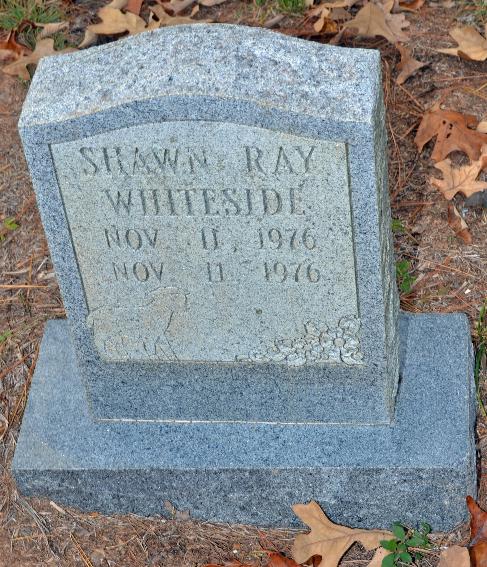 SHAWN RAY
WHITESIDE
NOV 11, 1976
NOV 11 1976